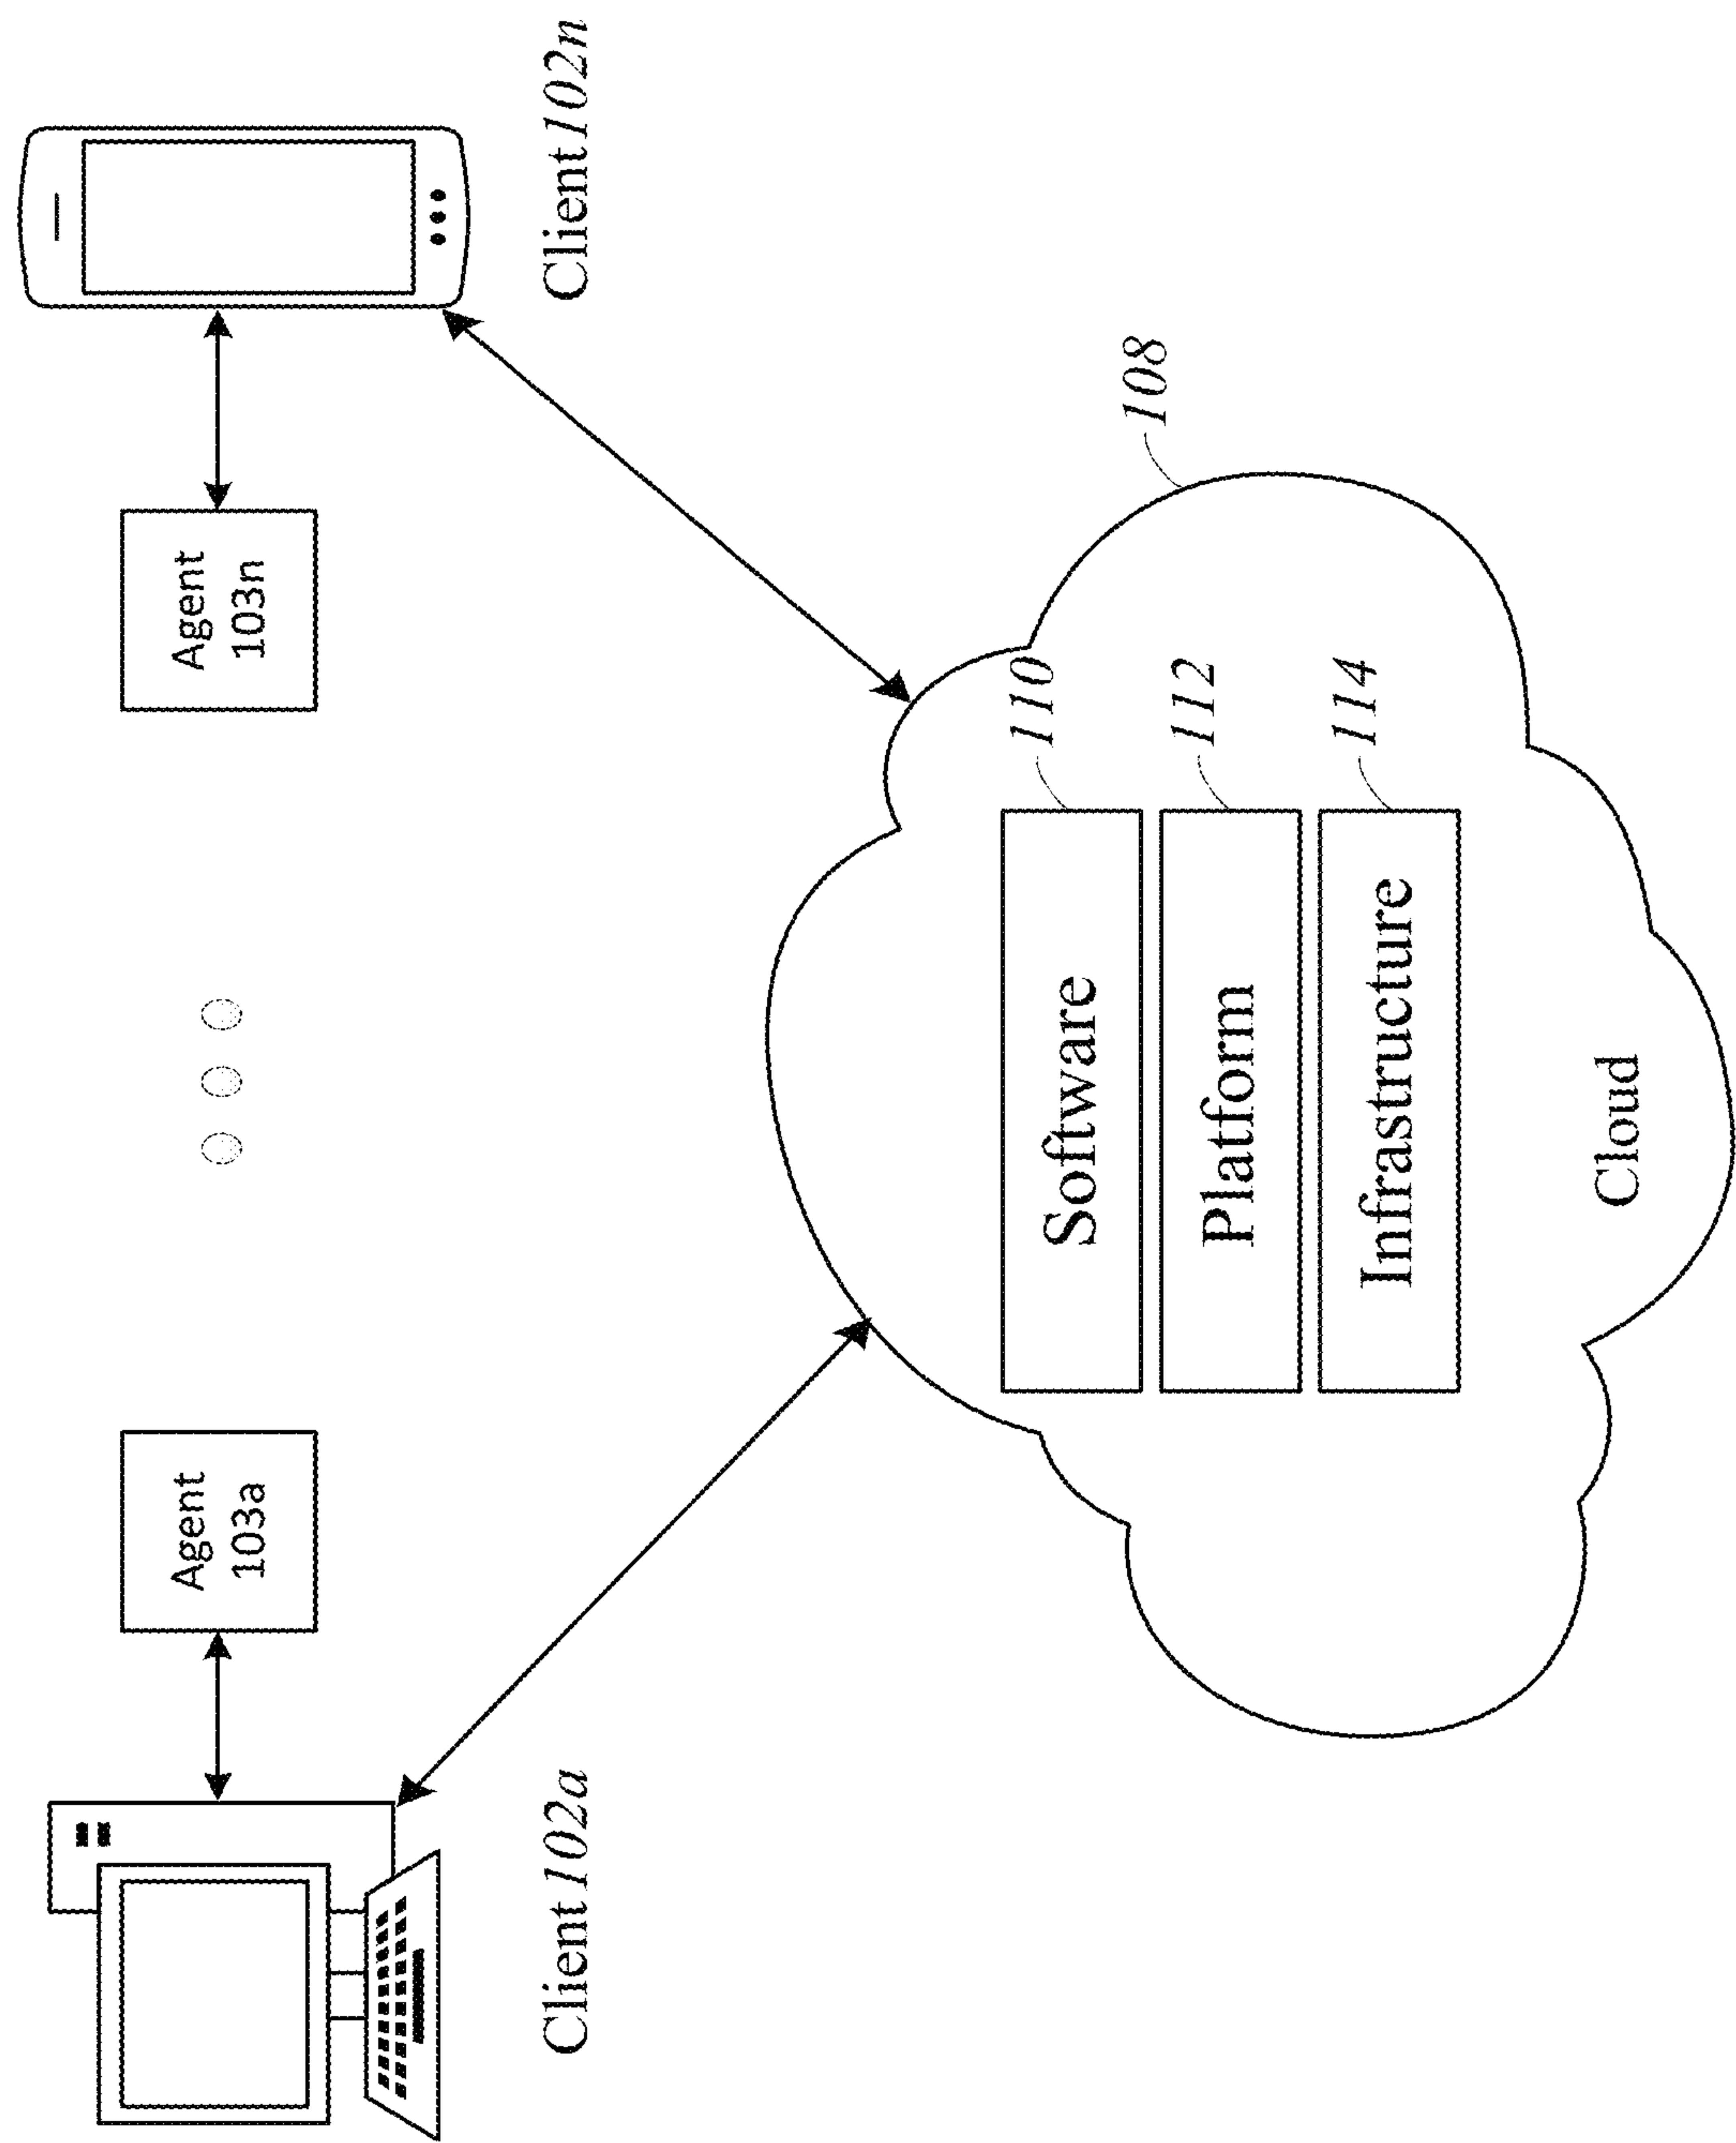 Agent
103a
Agent
103n
Client 102a
Client 102n
108
Software
110
Platform
112
Infrastructure
114
Cloud